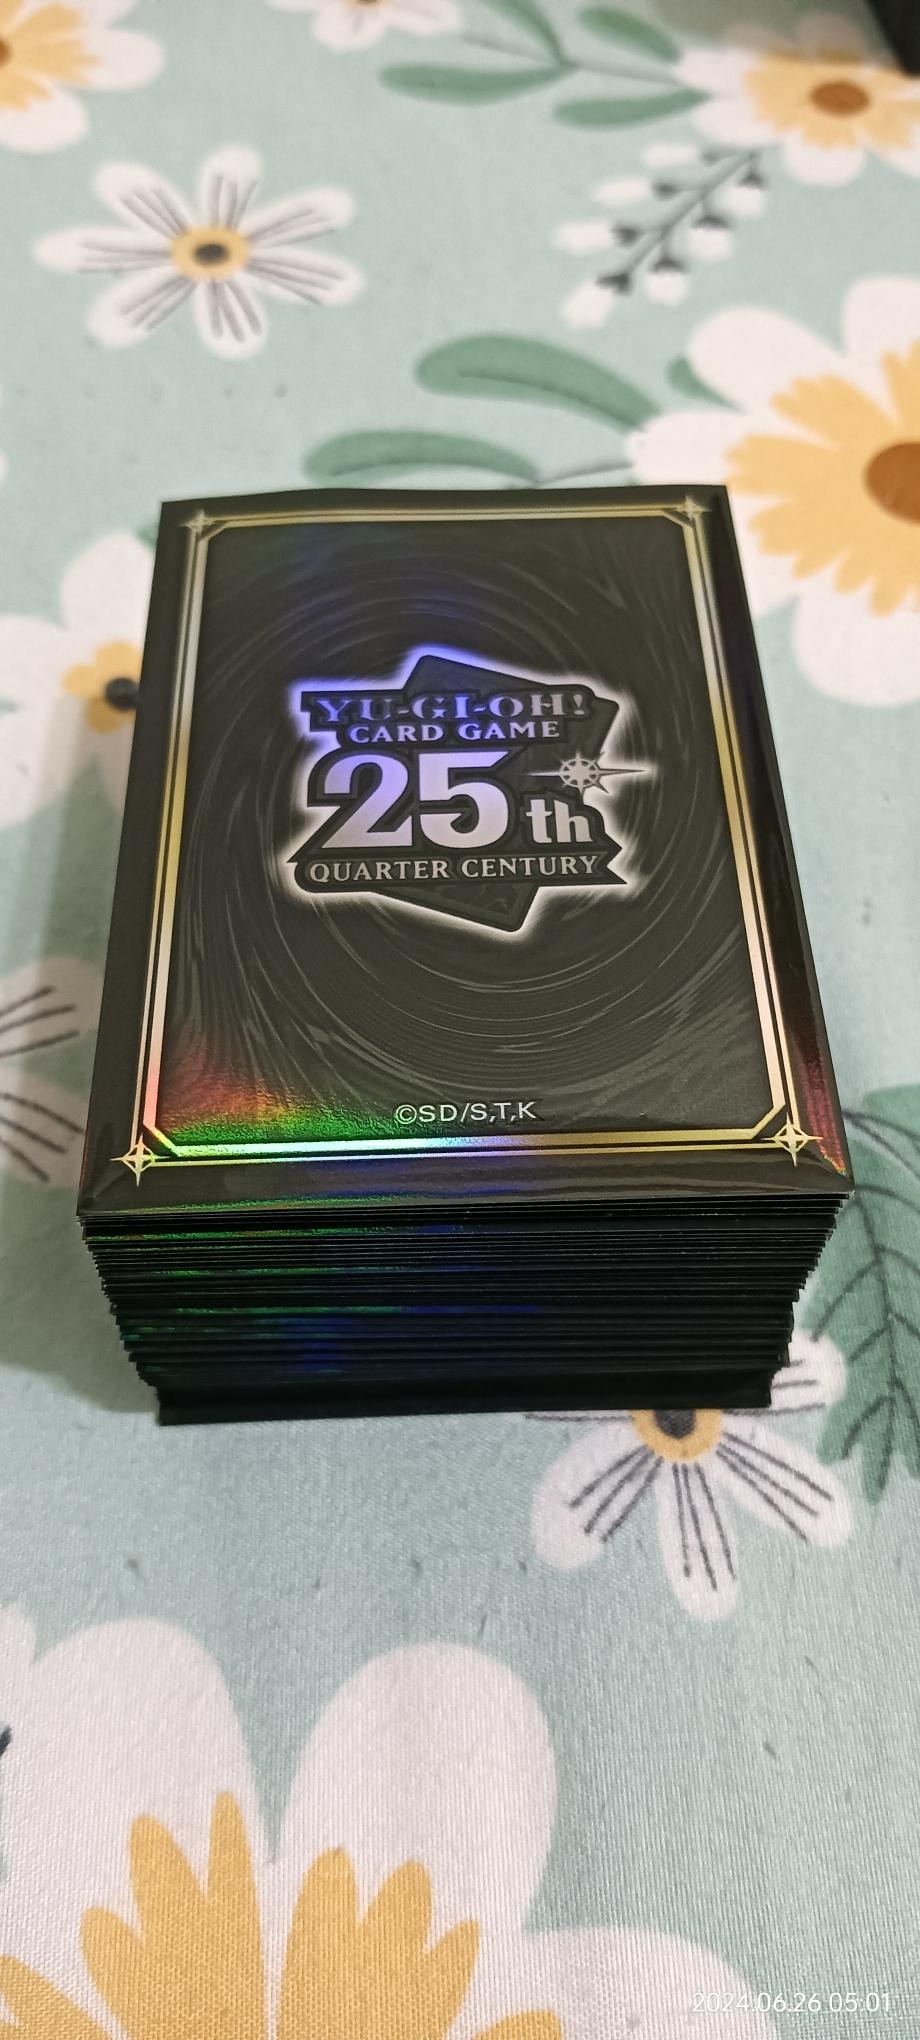 YU-GI-OH!
CARD GAME
25th
QUARTER CENTURY
©SD/S,T,K
2024.06.26 05:01